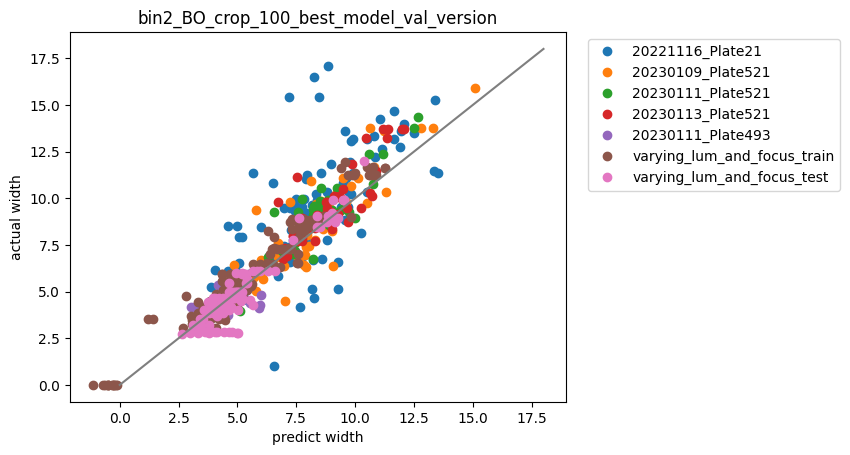 bin2_BO_crop_100_best_model_val_version
17.5
15.0
12.5
10.0
7.5
5.0
2.5
0.0
actual width
0.0
2.5
5.0
7.5
10.0
12.5
15.0
17.5
predict width
20221116_Plate21
20230109_Plate521
20230111_Plate521
20230113_Plate521
20230111_Plate493
varying_lum_and_focus_train
varying_lum_and_focus_test